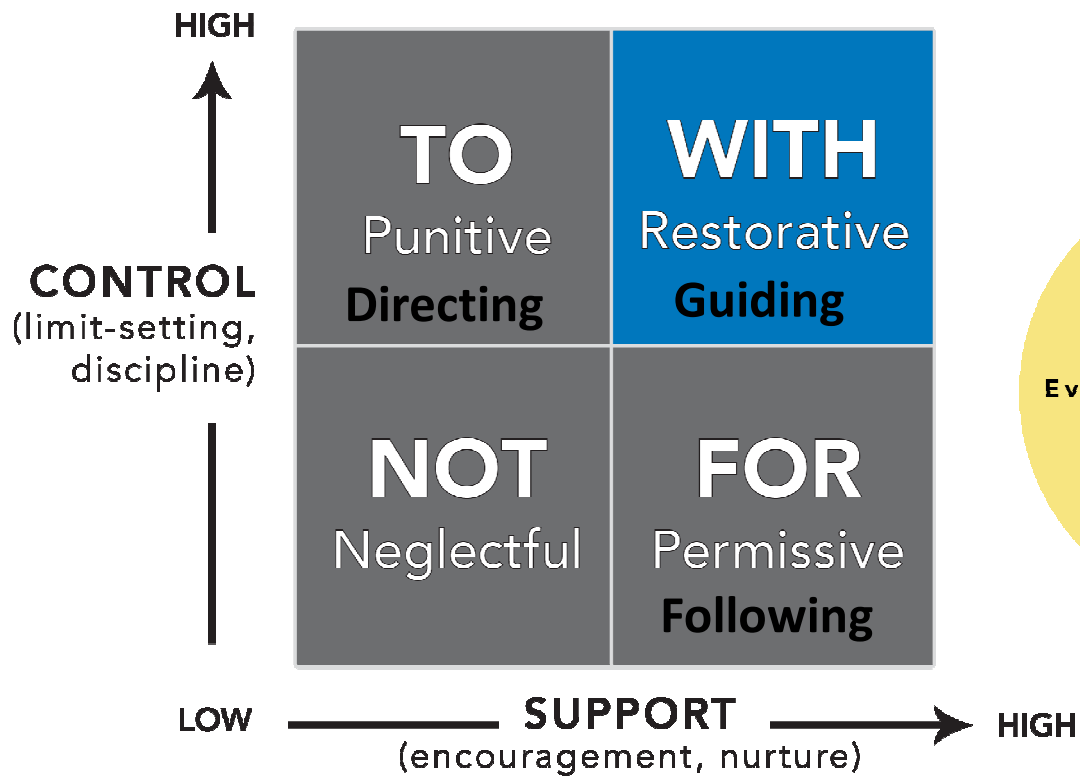 HIGH
TO
Punitive
Directing
WITH
Restorative
Guiding
CONTROL
(limit-setting,
discipline)
NOT
Neglectful
FOR
Permissive
Following
LOW
SUPPORT
(encouragement, nurture)
HIGH